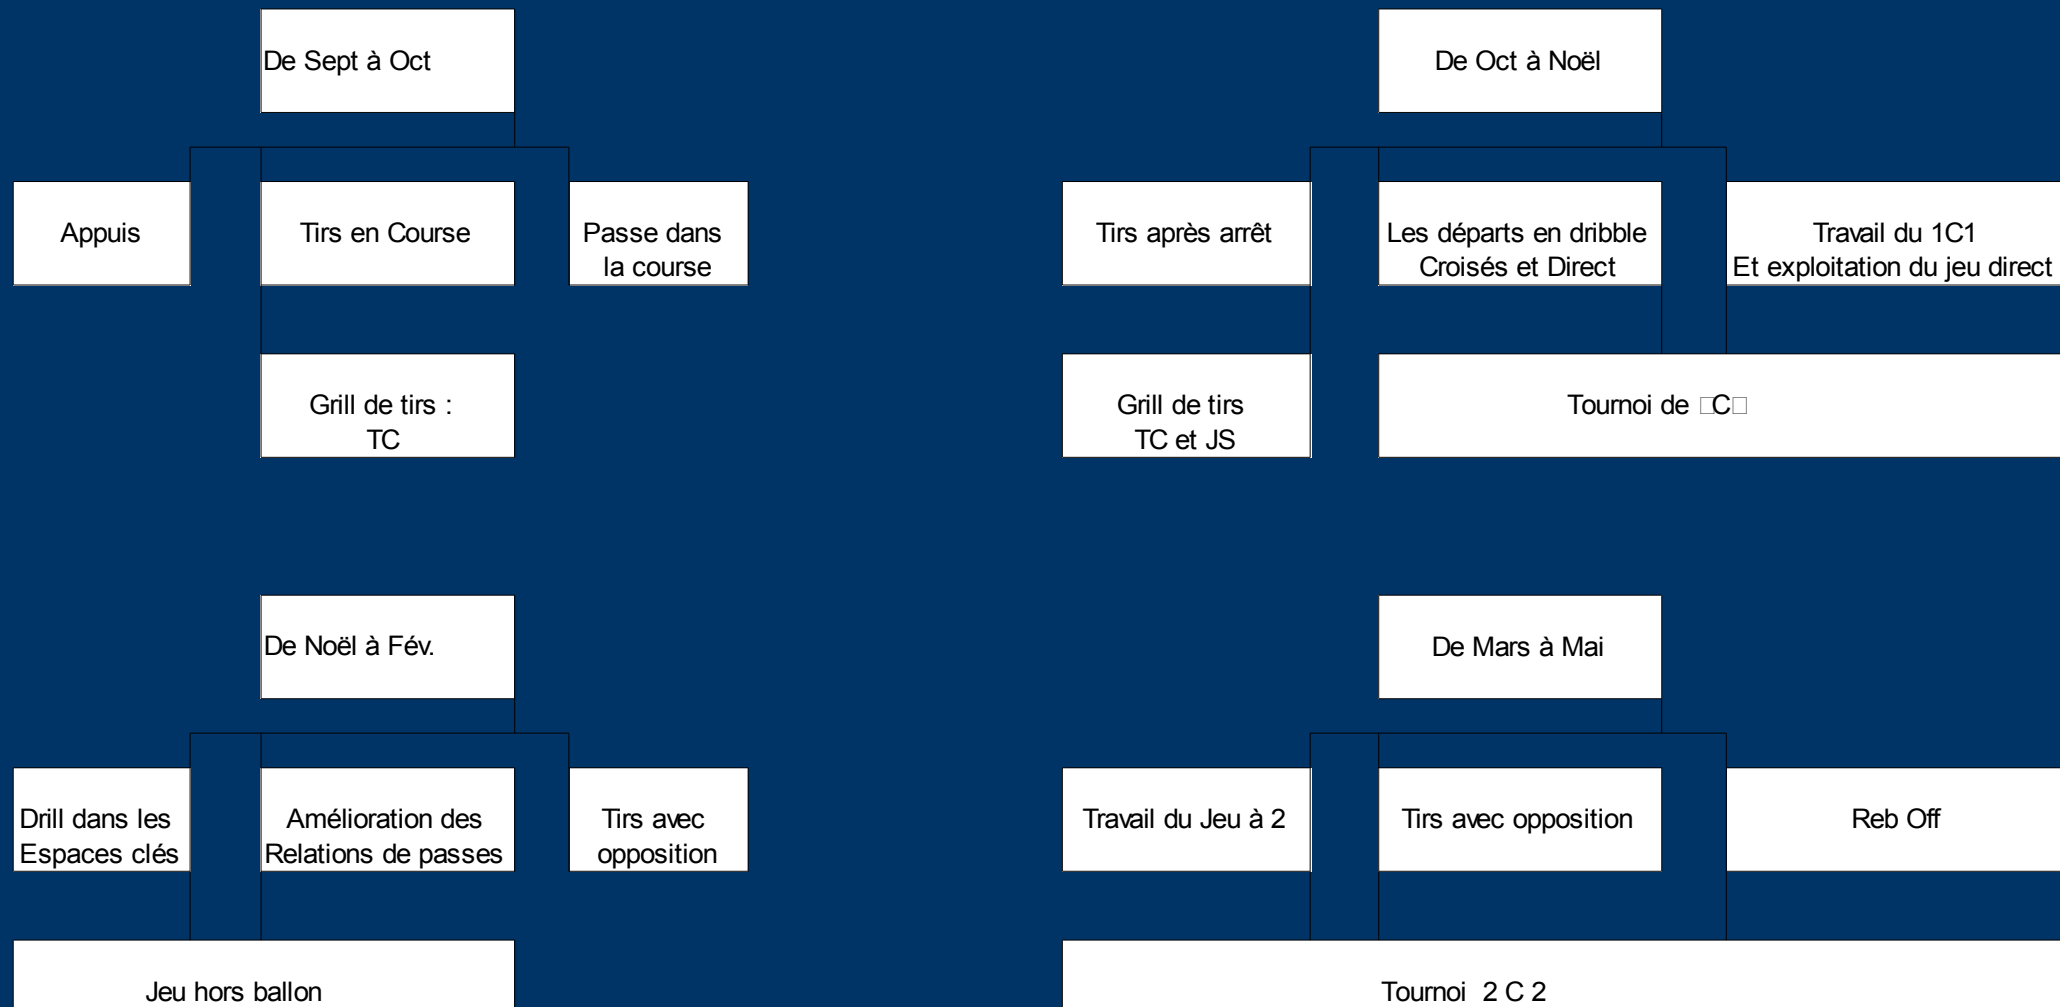 De Sept à Oct
Appuis
Tirs en Course
Passe dans
la course
Grill de tirs :
TC
De Oct à Noël
Tirs après arrêt
Les départs en dribble
Croisés et Direct
Travail du 1C1
Et exploitation du jeu direct
Grill de tirs
TC et JS
Tournoi de □C□
De Noël à Fév.
Drill dans les
Espaces clés
Amélioration des
Relations de passes
Tirs avec
opposition
Jeu hors ballon
De Mars à Mai
Travail du Jeu à 2
Tirs avec opposition
Reb Off
Tournoi 2 C 2